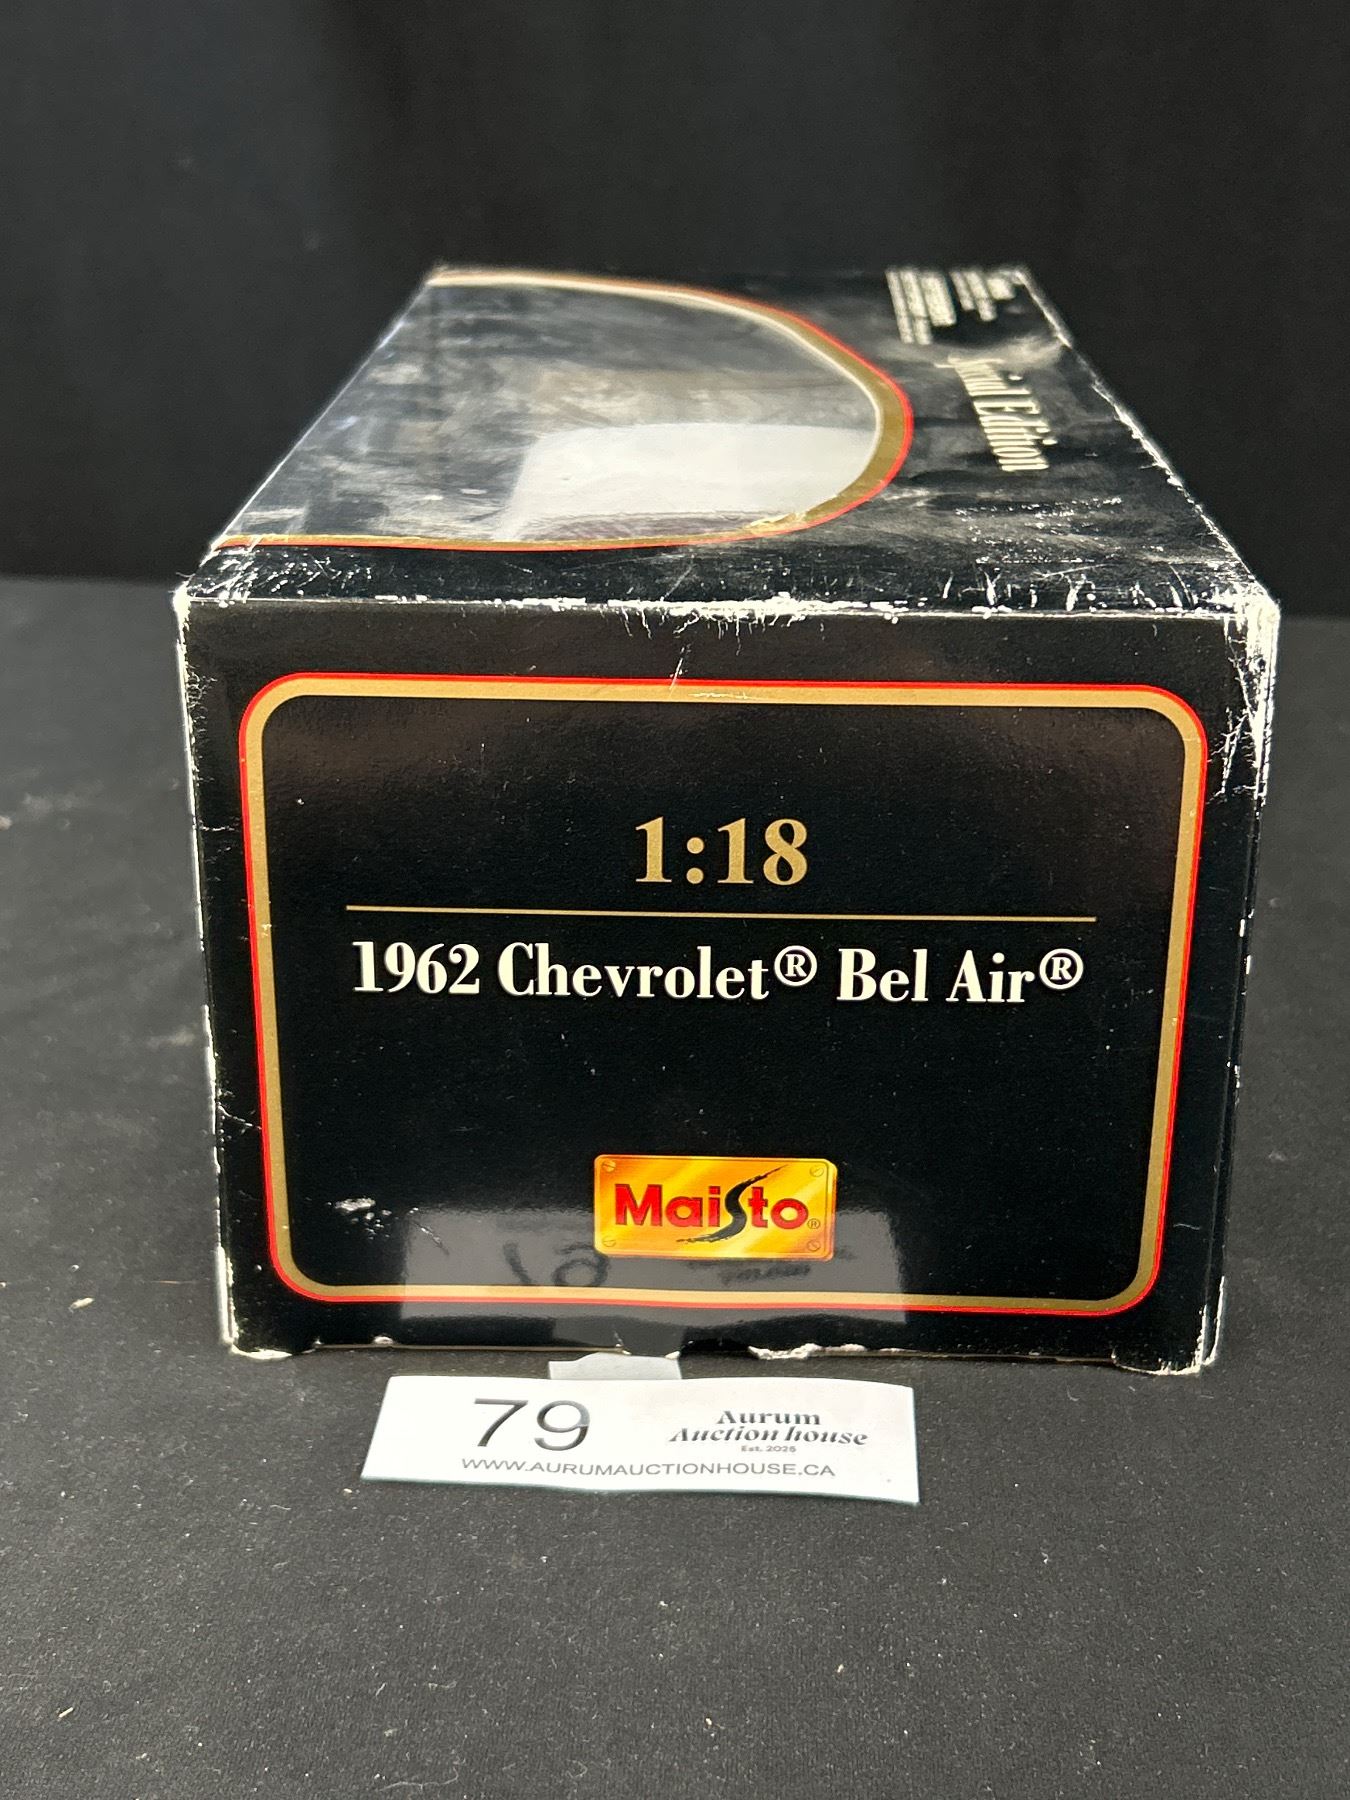 Special Edition
1:18
1962 Chevrolet® Bel Air®
Maisto®
79
Aurum
Auction house
Est. 2025
WWW.AURUMAUCTIONHOUSE.CA